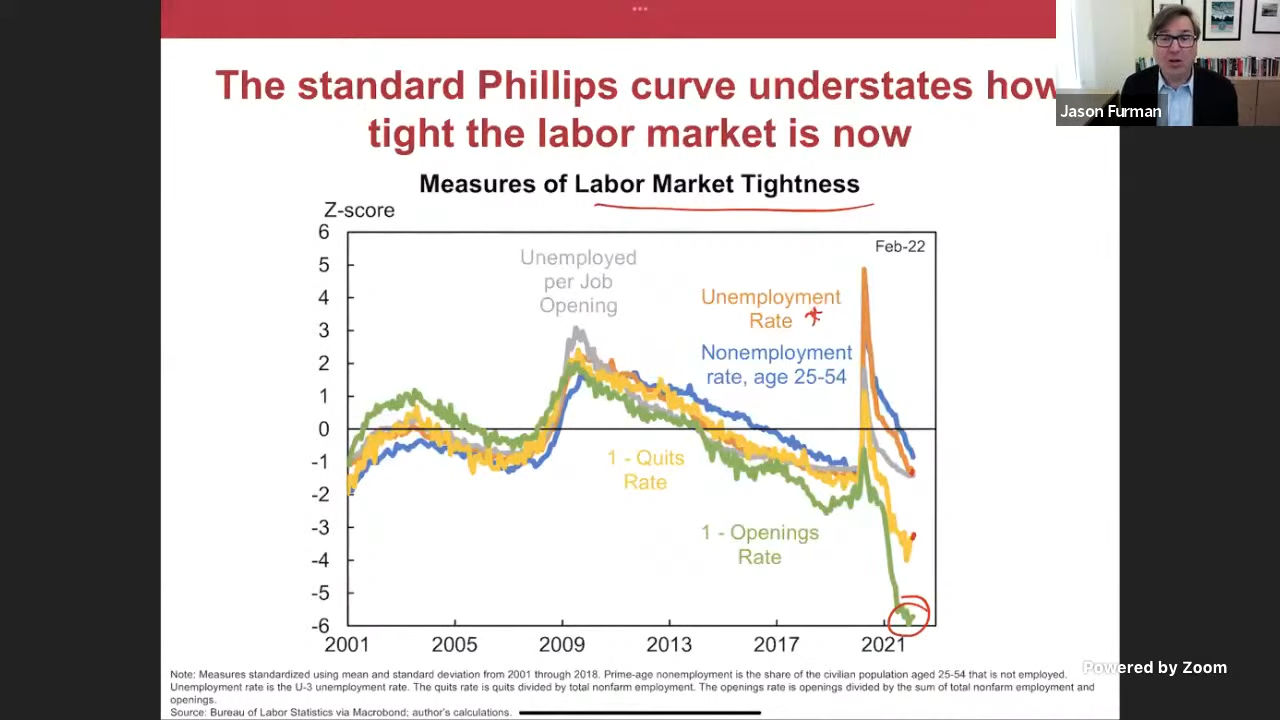 The standard Phillips curve understates how
tight the labor market is now
Jason Furman
Measures of Labor Market Tightness
Z-score
6
5
4
3
2
1
0
-1
-2
-3
-4
-5
-6
Feb-22
Unemployed
per Job
Opening
Unemployment
Rate
Nonemployment
rate, age 25-54
1 - Quits
Rate
1 - Openings
Rate
2001 2005 2009 2013 2017 2021
Powered by Zoom
Note: Measures standardized using mean and standard deviation from 2001 through 2018. Prime-age nonemployment is the share of the civilian population aged 25-54 that is not employed.
Unemployment rate is the U-3 unemployment rate. The quits rate is quits divided by total nonfarm employment. The openings rate is openings divided by the sum of total nonfarm employment and
openings.
Source: Bureau of Labor Statistics via Macrobond; author's calculations.